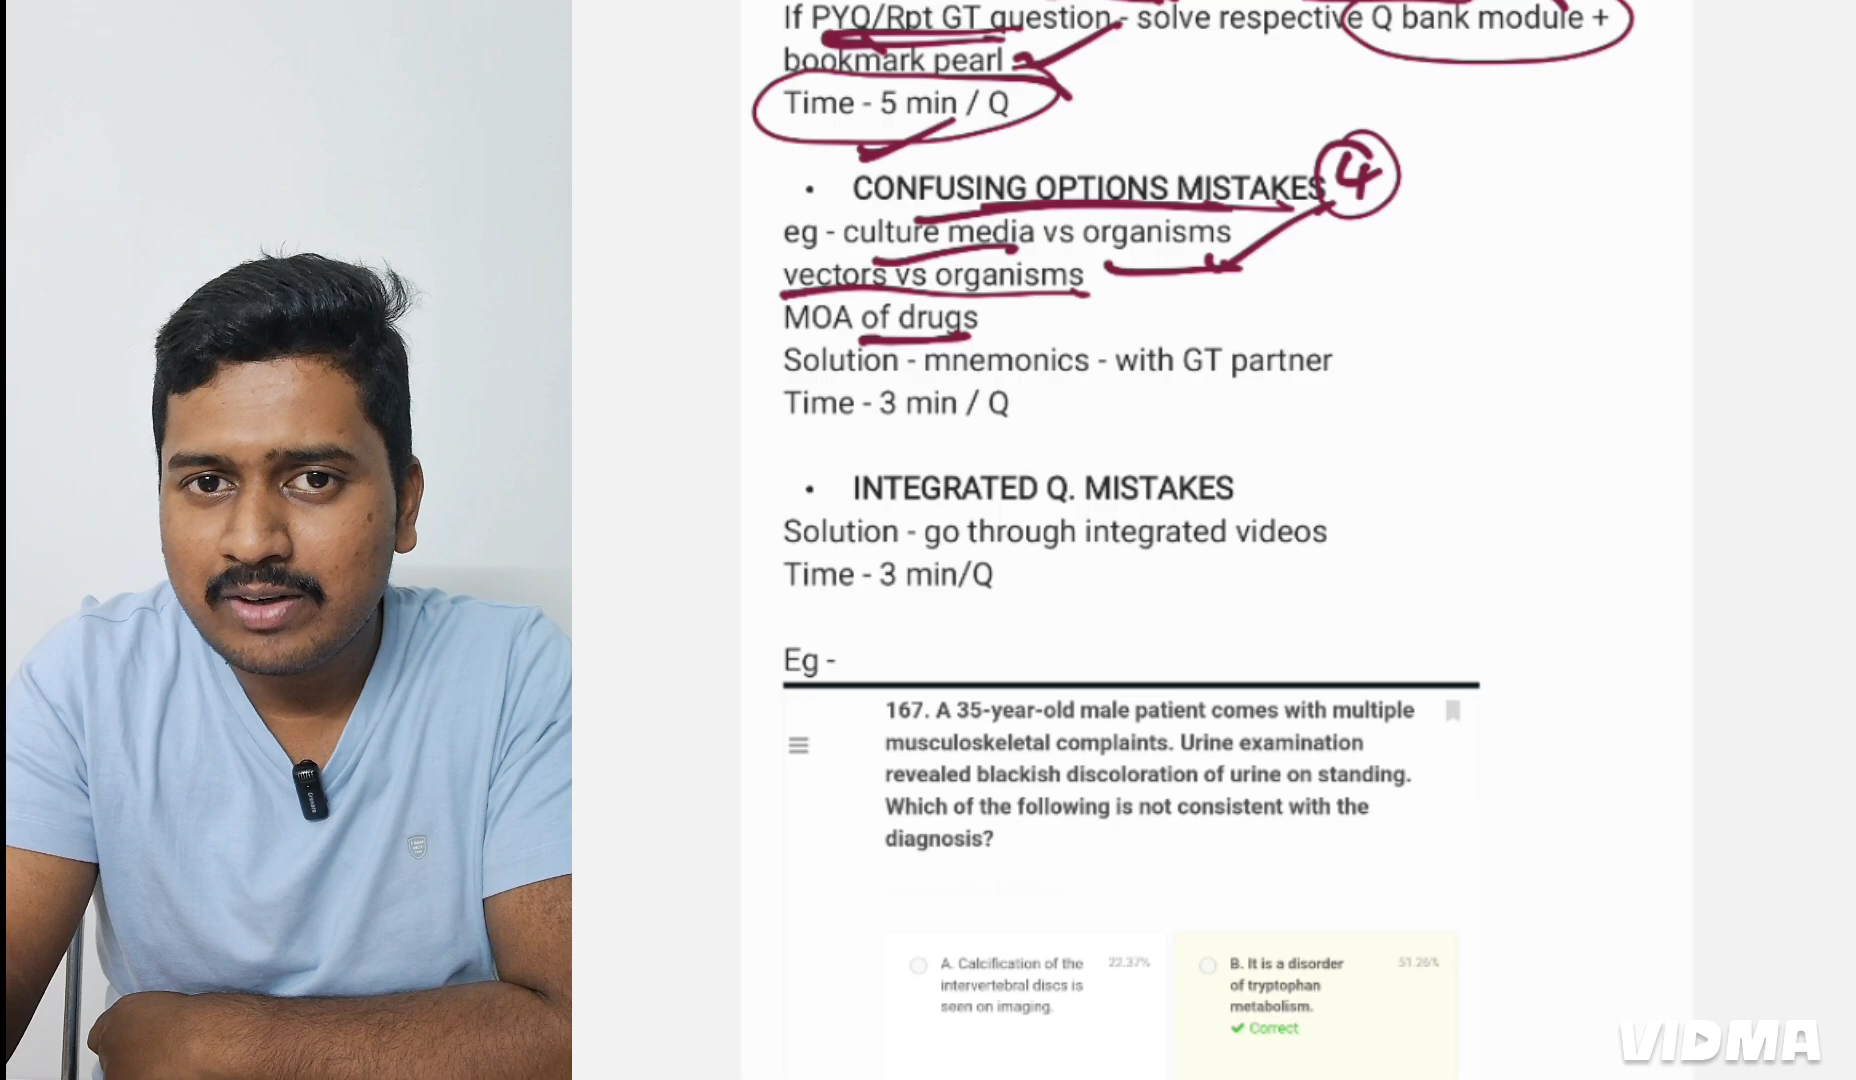 If PYQ/Rpt GT question - solve respective Q bank module +
bookmark pearl
Time - 5 min / Q
• CONFUSING OPTIONS MISTAKES 4
eg - culture media vs organisms
vectors vs organisms
MOA of drugs
Solution - mnemonics - with GT partner
Time - 3 min / Q
• INTEGRATED Q. MISTAKES
Solution - go through integrated videos
Time - 3 min/Q
Eg -
167. A 35-year-old male patient comes with multiple
musculoskeletal complaints. Urine examination
revealed blackish discoloration of urine on standing.
Which of the following is not consistent with the
diagnosis?
A. Calcification of the 22.37%
intervertebral discs is
seen on imaging.
B. It is a disorder 51.26%
of tryptophan
metabolism.
✔ Correct
VIDMA